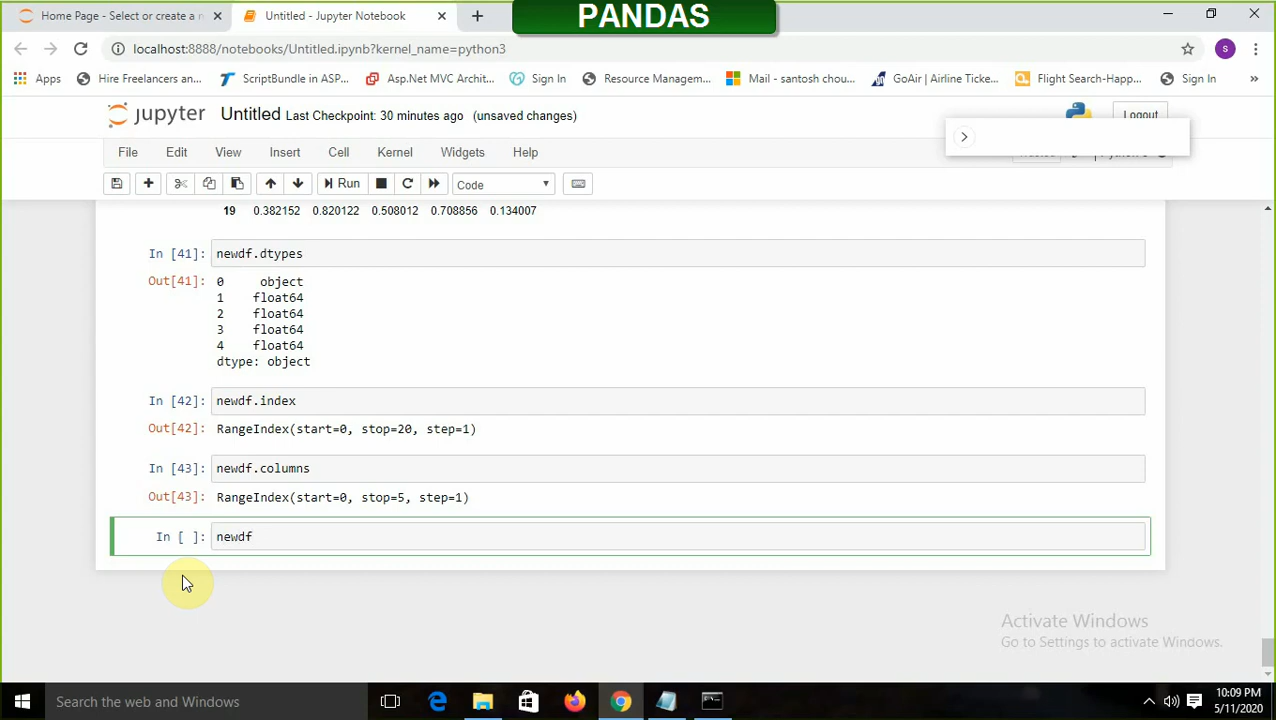 PANDAS
Home Page - Select or create a n
Untitled - Jupyter Notebook
localhost:8888/notebooks/Untitled.ipynb?kernel_name=python3
S
Apps
Hire Freelancers an...
ScriptBundle in ASP...
Asp.Net MVC Archit...
Sign In
Resource Managem...
Mail - santosh chou...
GoAir | Airline Ticke...
Flight Search-Happ...
Sign In
»
jupyter Untitled Last Checkpoint: 30 minutes ago (unsaved changes)
Logout
File Edit View Insert Cell Kernel Widgets Help
Run
Code
19 0.382152 0.820122 0.508012 0.708856 0.134007
In [41]: newdf.dtypes
Out[41]: 0 object
1 float64
2 float64
3 float64
4 float64
dtype: object
In [42]: newdf.index
Out[42]: RangeIndex(start=0, stop=20, step=1)
In [43]: newdf.columns
Out[43]: RangeIndex(start=0, stop=5, step=1)
In [ ]: newdf
Activate Windows
Go to Settings to activate Windows.
Search the web and Windows
10:09 PM
5/11/2020